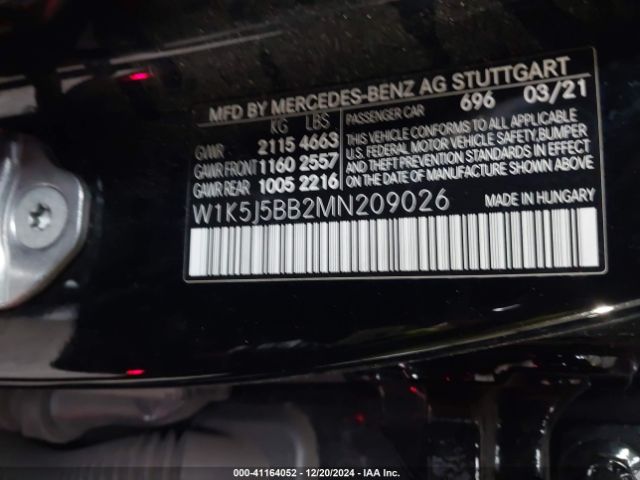 MFD BY MERCEDES-BENZ AG STUTTGART
KG LBS
PASSENGER CAR 696 03/21
GVWR 2115 4663
GAWR FRONT 1160 2557
GAWR REAR 1005 2216
THIS VEHICLE CONFORMS TO ALL APPLICABLE
U.S. FEDERAL MOTOR VEHICLE SAFETY, BUMPER
AND THEFT PREVENTION STANDARDS IN EFFECT
ON THE DATE OF MANUFACTURE SHOWN ABOVE
W1K5J5BB2MN209026
MADE IN HUNGARY
000-41164052 - 12/20/2024 - IAA Inc.